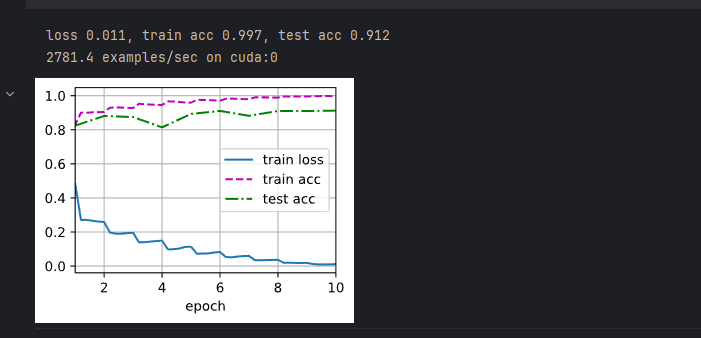 loss 0.011, train acc 0.997, test acc 0.912
2781.4 examples/sec on cuda:0
1.0
0.8
0.6
0.4
0.2
0.0
train loss
train acc
test acc
2 4 6 8 10
epoch